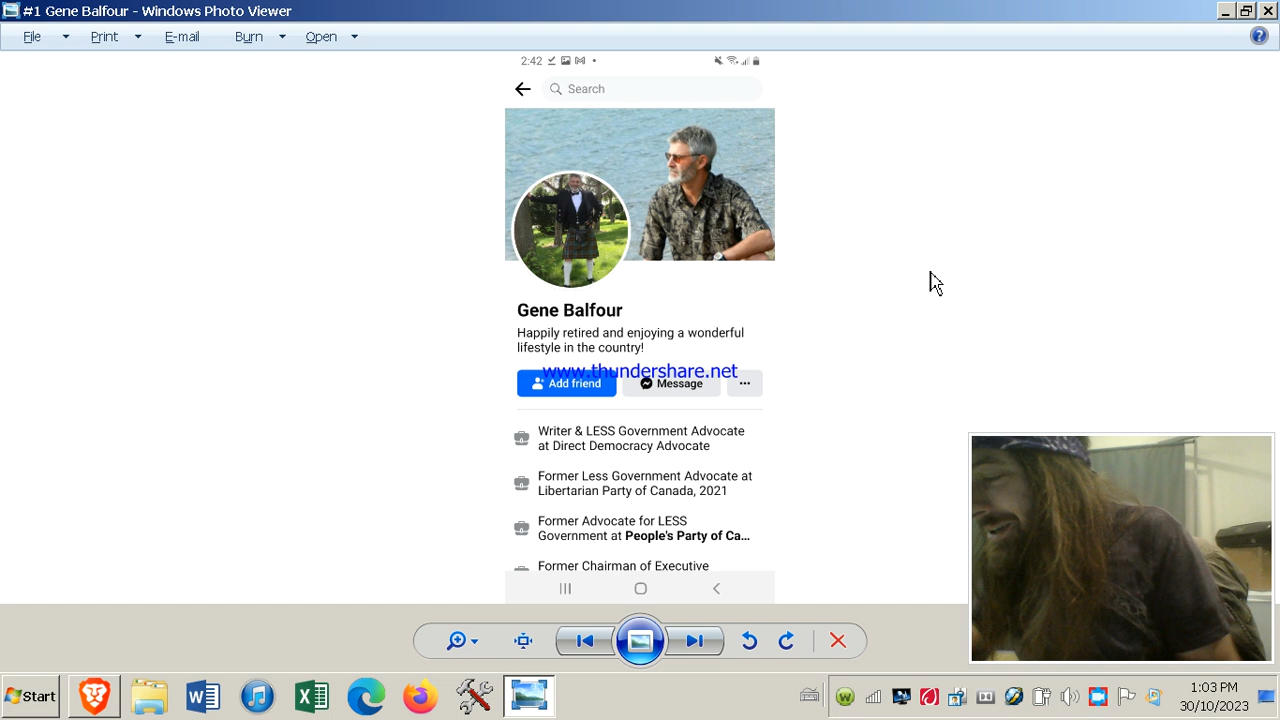 #1 Gene Balfour - Windows Photo Viewer
File Print E-mail Burn Open
2:42
Search
Gene Balfour
Happily retired and enjoying a wonderful
lifestyle in the country!
www.thundershare.net
Add friend Message
Writer & LESS Government Advocate
at Direct Democracy Advocate
Former Less Government Advocate at
Libertarian Party of Canada, 2021
Former Advocate for LESS
Government at People's Party of Ca...
Former Chairman of Executive
Start
1:03 PM
30/10/2023